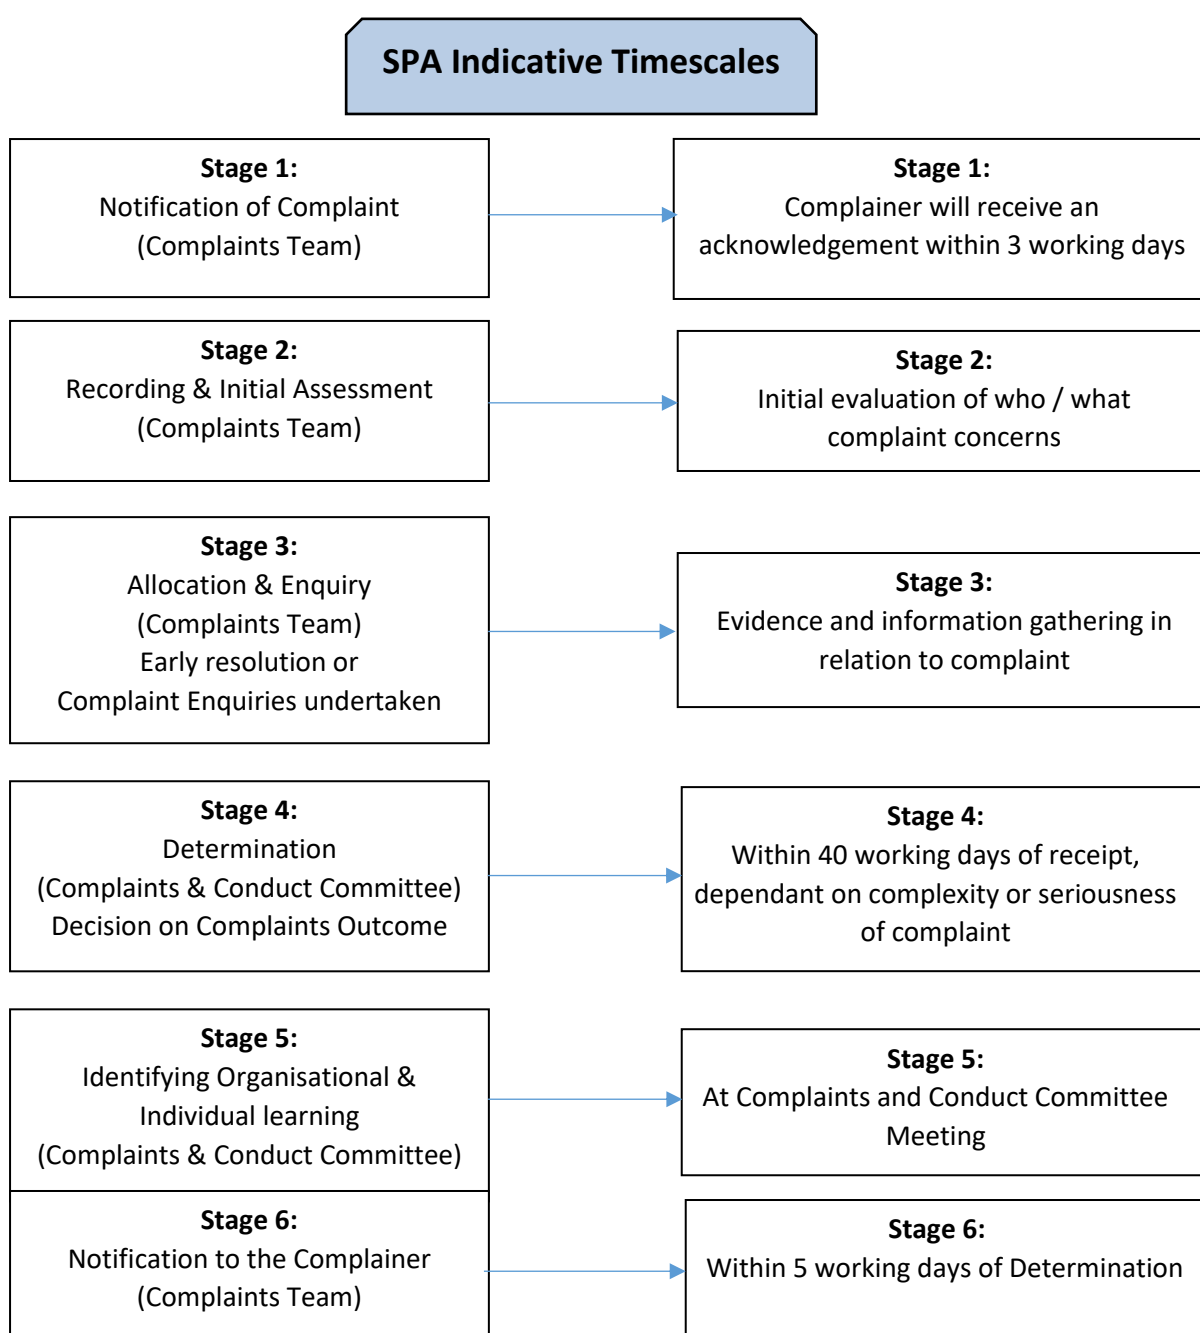 SPA Indicative Timescales
Stage 1:
Notification of Complaint
(Complaints Team)
Stage 1:
Complainer will receive an
acknowledgement within 3 working days
Stage 2:
Recording & Initial Assessment
(Complaints Team)
Stage 2:
Initial evaluation of who / what
complaint concerns
Stage 3:
Allocation & Enquiry
(Complaints Team)
Early resolution or
Complaint Enquiries undertaken
Stage 3:
Evidence and information gathering in
relation to complaint
Stage 4:
Determination
(Complaints & Conduct Committee)
Decision on Complaints Outcome
Stage 4:
Within 40 working days of receipt,
dependant on complexity or seriousness
of complaint
Stage 5:
Identifying Organisational &
Individual learning
(Complaints & Conduct Committee)
Stage 5:
At Complaints and Conduct Committee
Meeting
Stage 6:
Notification to the Complainer
(Complaints Team)
Stage 6:
Within 5 working days of Determination